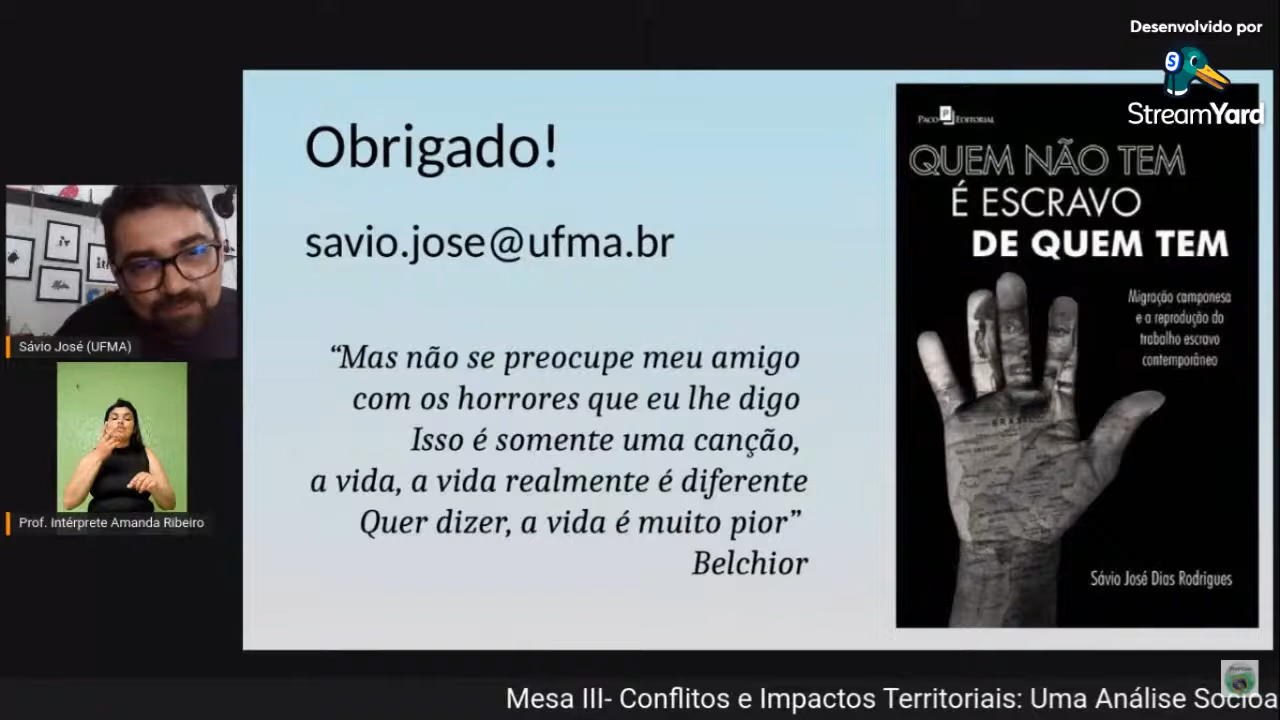 Desenvolvido por
StreamYard
Obrigado!
savio.jose@ufma.br
“Mas não se preocupe meu amigo
com os horrores que eu lhe digo
Isso é somente uma canção,
a vida, a vida realmente é diferente
Quer dizer, a vida é muito pior”
Belchior
PACO EDITORIAL
QUEM NÃO TEM
É ESCRAVO
DE QUEM TEM
Migração camponesa
e a reprodução do
trabalho escravo
contemporâneo
BRASIL
Sávio José Dias Rodrigues
Sávio José (UFMA)
Prof. Intérprete Amanda Ribeiro
Mesa III- Conflitos e Impactos Territoriais: Uma Análise Socioa